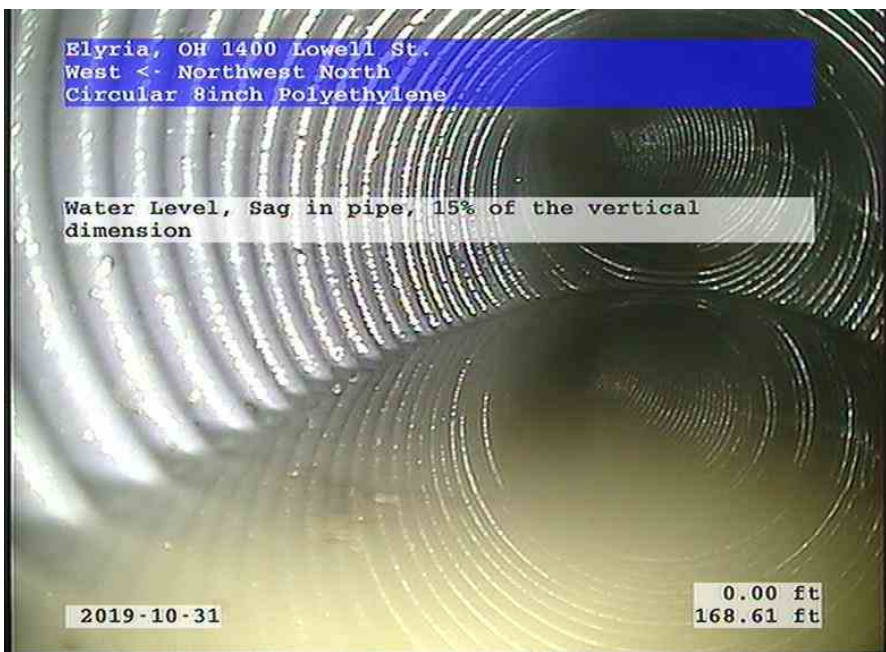 Elyria, OH 1400 Lowell St.
West <- Northwest North
Circular 8inch Polyethylene
Water Level, Sag in pipe, 15% of the vertical
dimension
0.00 ft
2019-10-31
168.61 ft